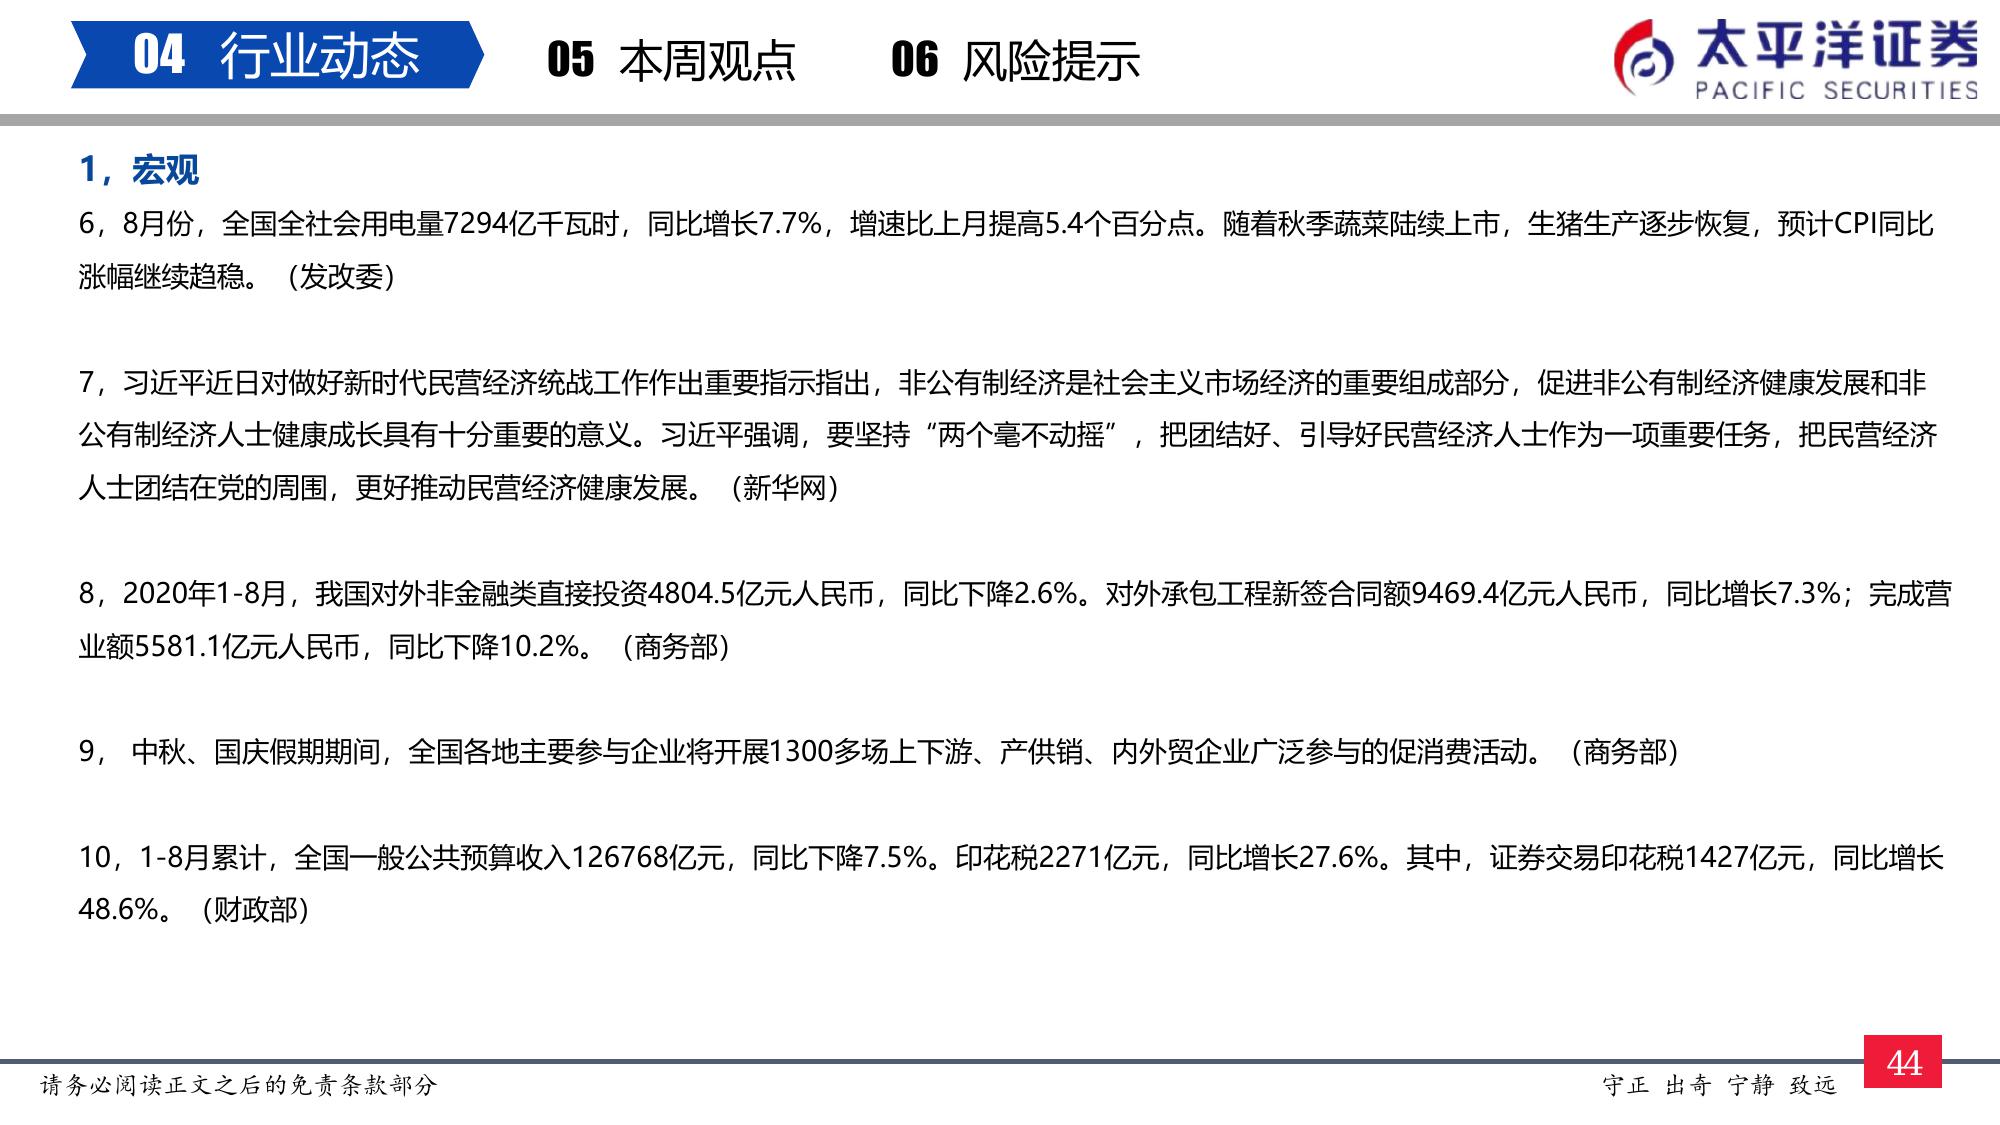 04 行业动态 05 本周观点 06 风险提示
太平洋证券
PACIFIC SECURITIES
1，宏观
6，8月份，全国全社会用电量7294亿千瓦时，同比增长7.7%，增速比上月提高5.4个百分点。随着秋季蔬菜陆续上市，生猪生产逐步恢复，预计CPI同比
涨幅继续趋稳。（发改委）
7，习近平近日对做好新时代民营经济统战工作作出重要指示指出，非公有制经济是社会主义市场经济的重要组成部分，促进非公有制经济健康发展和非
公有制经济人士健康成长具有十分重要的意义。习近平强调，要坚持“两个毫不动摇”，把团结好、引导好民营经济人士作为一项重要任务，把民营经济
人士团结在党的周围，更好推动民营经济健康发展。（新华网）
8，2020年1-8月，我国对外非金融类直接投资4804.5亿元人民币，同比下降2.6%。对外承包工程新签合同额9469.4亿元人民币，同比增长7.3%；完成营
业额5581.1亿元人民币，同比下降10.2%。（商务部）
9， 中秋、国庆假期期间，全国各地主要参与企业将开展1300多场上下游、产供销、内外贸企业广泛参与的促消费活动。（商务部）
10，1-8月累计，全国一般公共预算收入126768亿元，同比下降7.5%。印花税2271亿元，同比增长27.6%。其中，证券交易印花税1427亿元，同比增长
48.6%。（财政部）
请务必阅读正文之后的免责条款部分
守正 出奇 宁静 致远
44